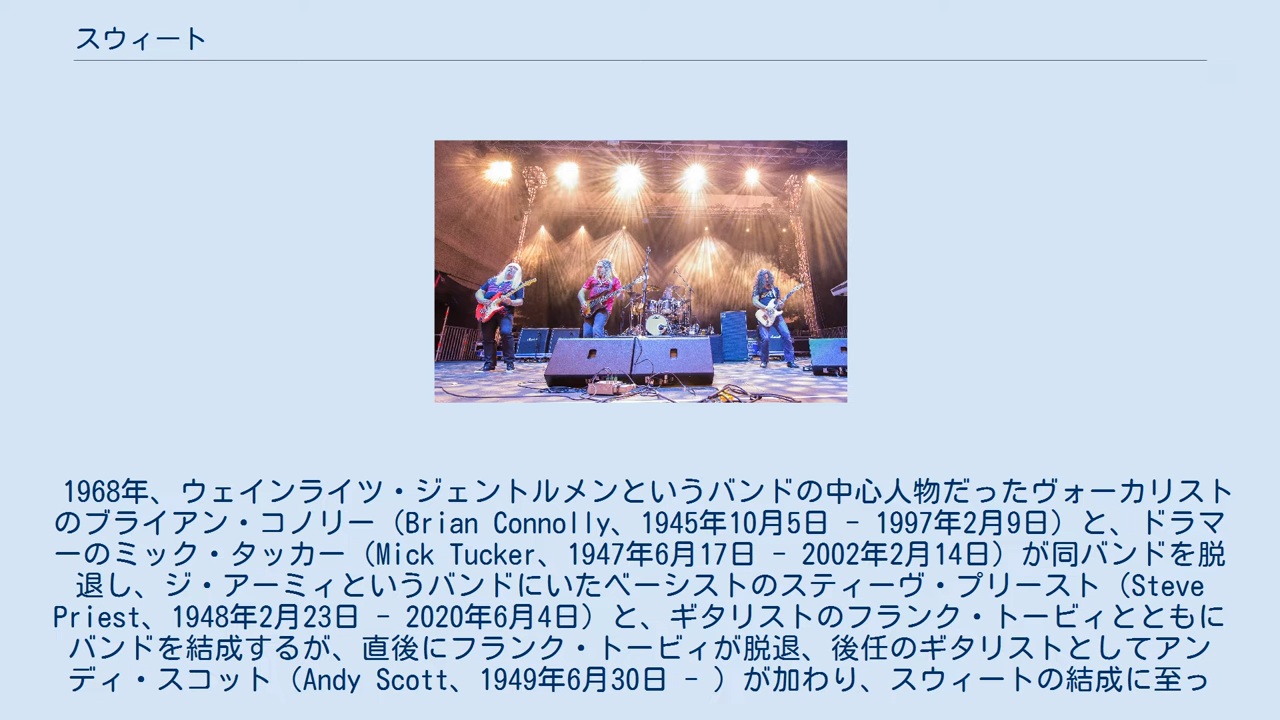 スウィート
1968年、ウェインライツ・ジェントルメンというバンドの中心人物だったヴォーカリスト
のブライアン・コノリー（Brian Connolly、1945年10月5日 - 1997年2月9日）と、ドラマ
ーのミック・タッカー（Mick Tucker、1947年6月17日 - 2002年2月14日）が同バンドを脱
退し、ジ・アーミィというバンドにいたベーシストのスティーヴ・プリースト（Steve
Priest、1948年2月23日 - 2020年6月4日）と、ギタリストのフランク・トービィとともに
バンドを結成するが、直後にフランク・トービィが脱退、後任のギタリストとしてアン
ディ・スコット（Andy Scott、1949年6月30日 - ）が加わり、スウィートの結成に至っ